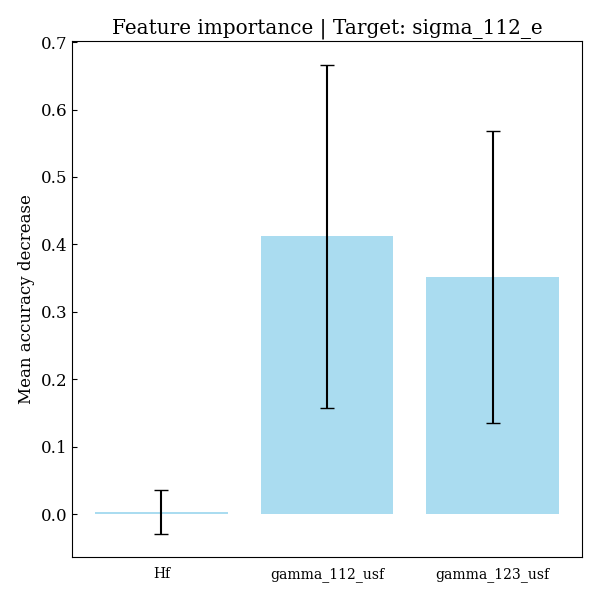 Feature importance | Target: sigma_112_e
Mean accuracy decrease
0.7
0.6
0.5
0.4
0.3
0.2
0.1
0.0
Hf
gamma_112_usf
gamma_123_usf